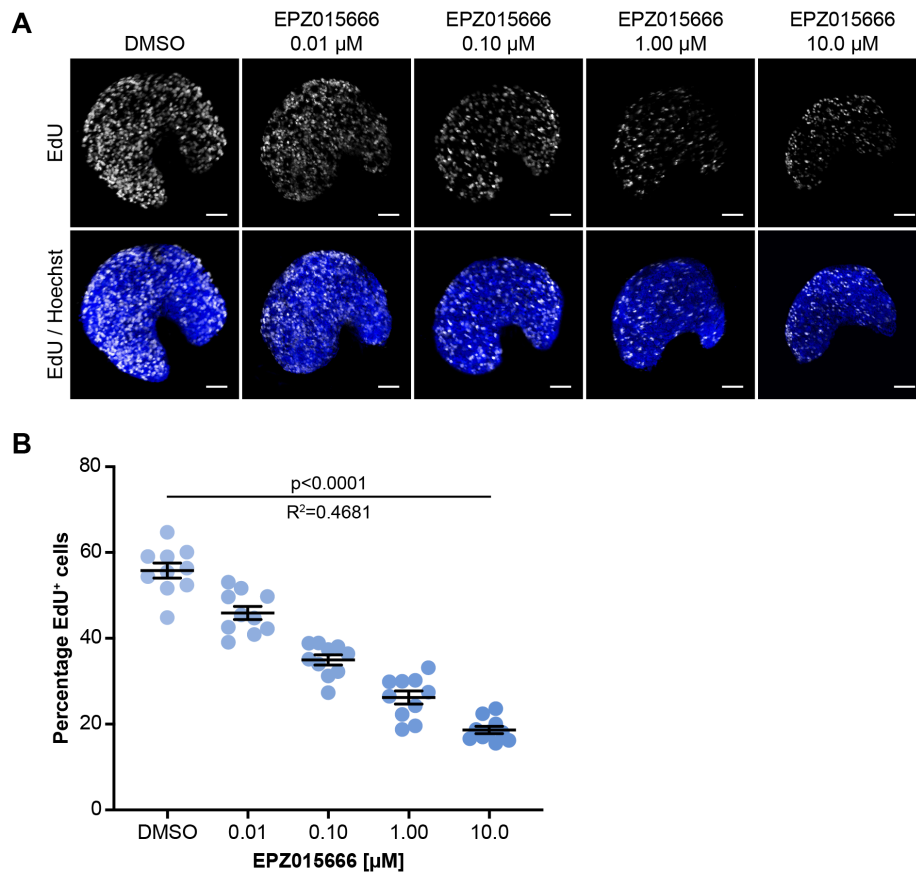 A
DMSO
EPZ015666
0.01 µM
EPZ015666
0.10 µM
EPZ015666
1.00 µM
EPZ015666
10.0 µM
EdU
EdU / Hoechst
B
80
60
40
20
0
Percentage EdU⁺ cells
p<0.0001
R²=0.4681
DMSO
0.01
0.10
1.00
10.0
EPZ015666 [µM]